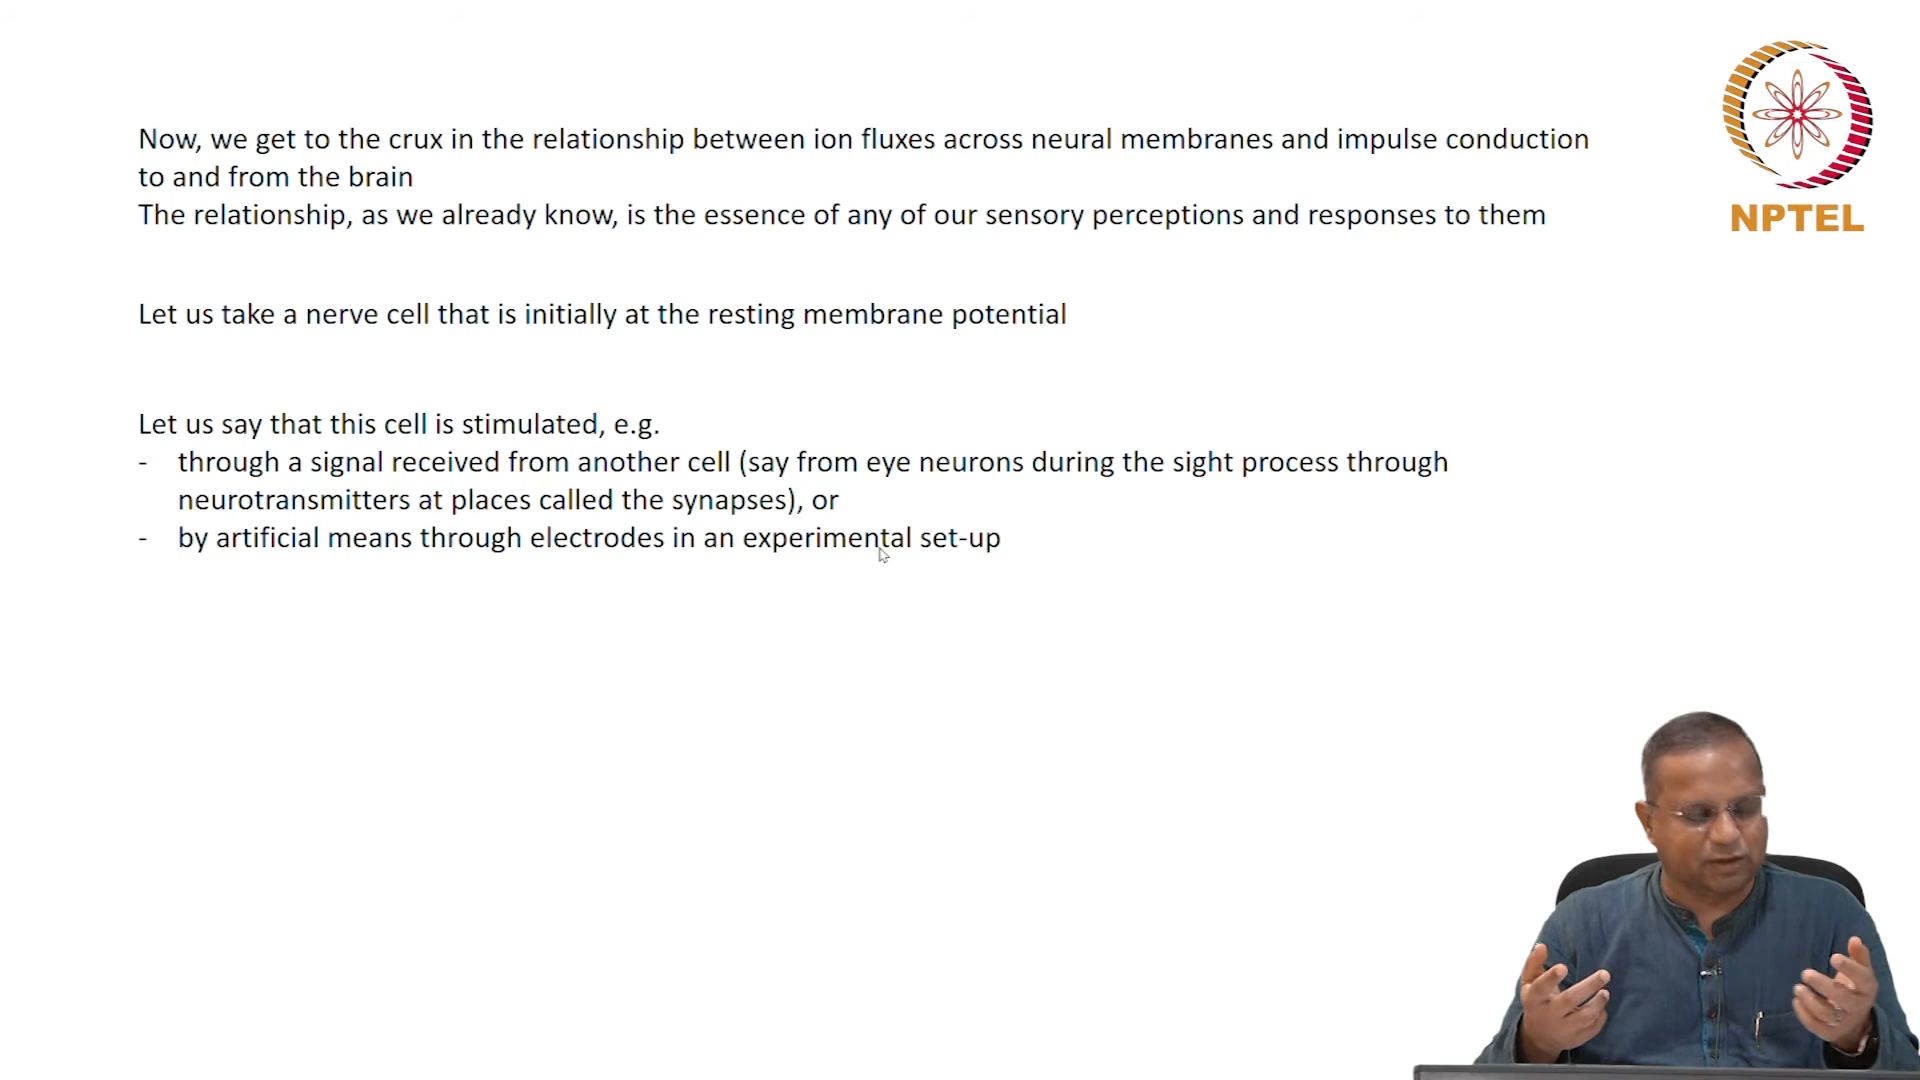 Now, we get to the crux in the relationship between ion fluxes across neural membranes and impulse conduction
to and from the brain
The relationship, as we already know, is the essence of any of our sensory perceptions and responses to them
NPTEL
Let us take a nerve cell that is initially at the resting membrane potential
Let us say that this cell is stimulated, e.g.
- through a signal received from another cell (say from eye neurons during the sight process through
neurotransmitters at places called the synapses), or
- by artificial means through electrodes in an experimental set-up